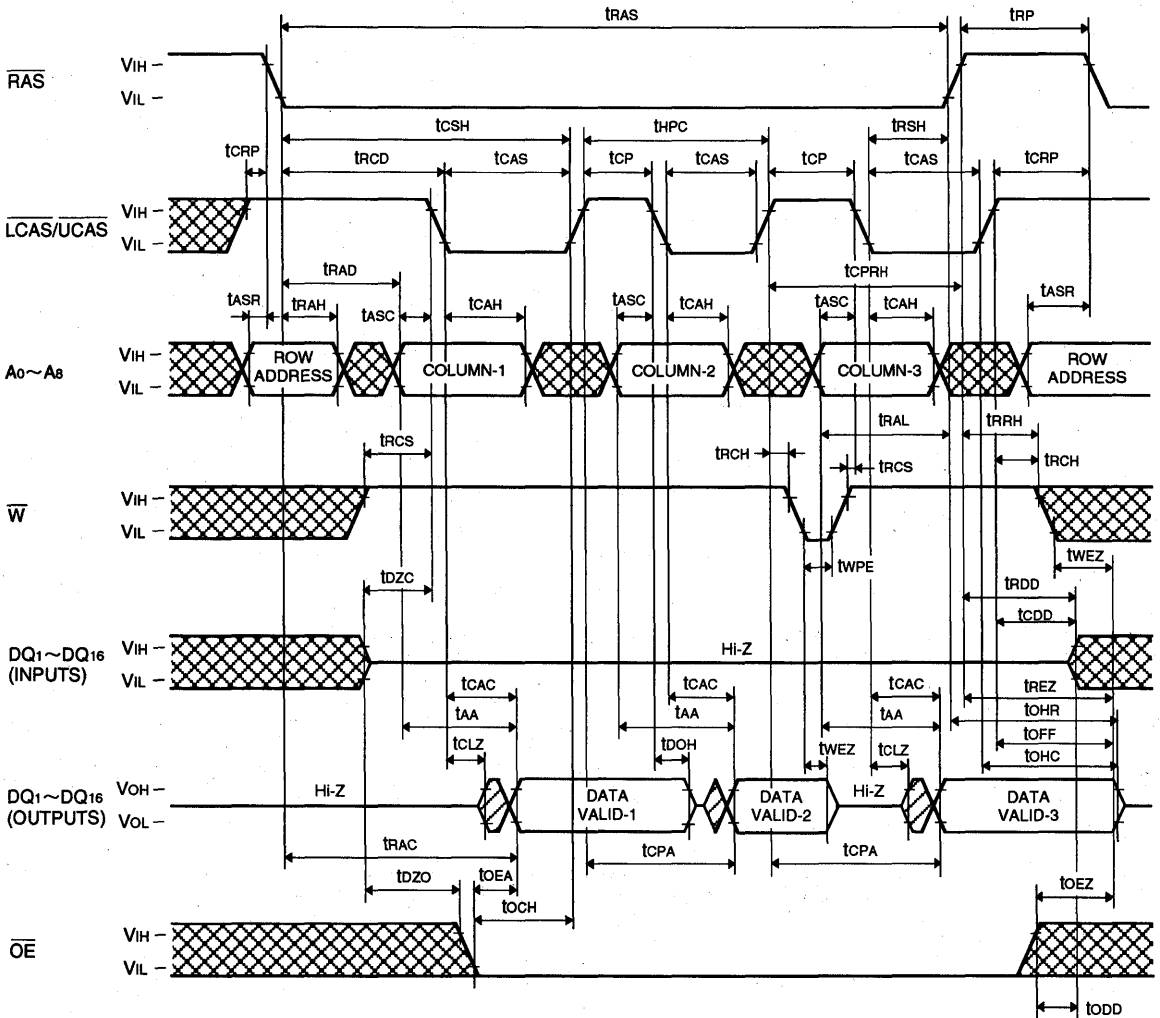 tRAS tRP
RAS VIH
VIL
tCSH tHPC tRSH
tCRP tRCD tCAS tCP tCAS tCP tCAS tCRP
LCAS/UCAS VIH
VIL
tRAD tCPRH
tASR tRAH tASC tCAH tASC tCAH tASC tCAH tASR
A0~A8 VIH
VIL
ROW ADDRESS COLUMN-1 COLUMN-2 COLUMN-3 ROW ADDRESS
tRCS tRCH tRAL tRCS tRRH tRCH
W VIH
VIL
tWPE tWEZ
tDZC tRDD
tCDD
DQ1~DQ16 (INPUTS) VIH
VIL
Hi-Z
tCAC tCAC tCAC tREZ
tAA tAA tAA tOHR
tCLZ tDOH tWEZ tCLZ tOFF
tOHC
DQ1~DQ16 (OUTPUTS) VOH
VOL
Hi-Z DATA VALID-1 DATA VALID-2 Hi-Z DATA VALID-3
tRAC tCPA tCPA
tDZO tOEA tOEZ
tOCH
OE VIH
VIL
tODD